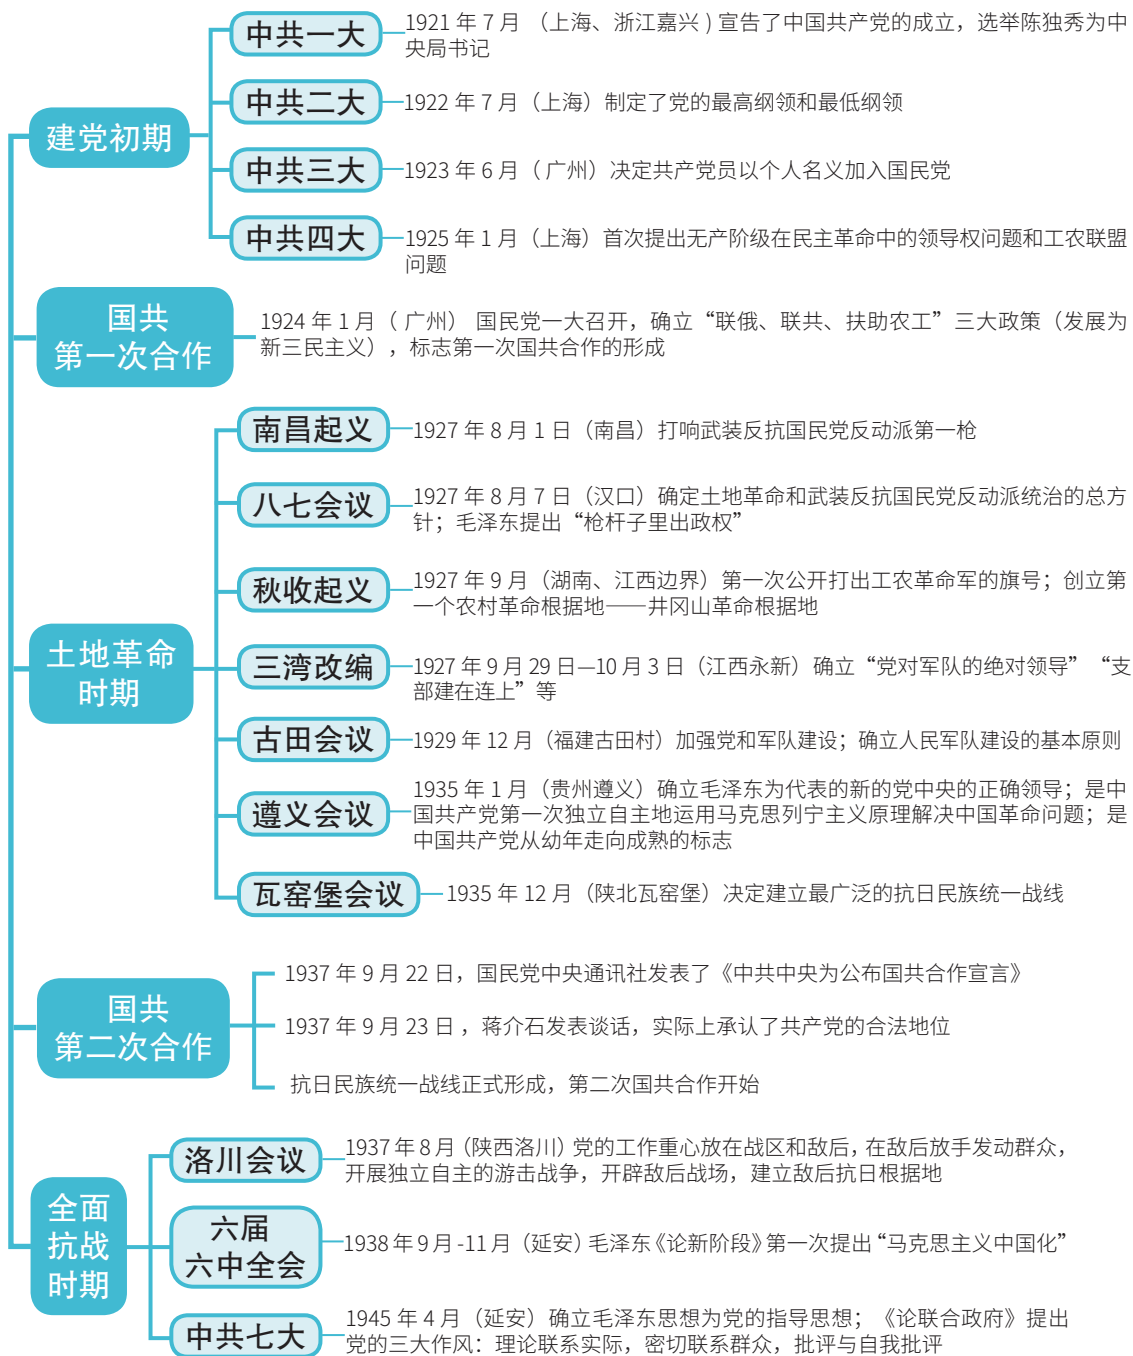 建党初期
中共一大
1921 年 7 月 （上海、浙江嘉兴 ) 宣告了中国共产党的成立，选举陈独秀为中
央局书记
中共二大
1922 年 7 月（上海）制定了党的最高纲领和最低纲领
中共三大
1923 年 6 月（ 广州）决定共产党员以个人名义加入国民党
中共四大
1925 年 1 月（上海）首次提出无产阶级在民主革命中的领导权问题和工农联盟
问题
国共
第一次合作
1924 年 1 月（ 广州） 国民党一大召开，确立“联俄、联共、扶助农工”三大政策（发展为
新三民主义），标志第一次国共合作的形成
土地革命
时期
南昌起义
1927 年 8 月 1 日（南昌）打响武装反抗国民党反动派第一枪
八七会议
1927 年 8 月 7 日（汉口）确定土地革命和武装反抗国民党反动派统治的总方
针；毛泽东提出“枪杆子里出政权”
秋收起义
1927 年 9 月（湖南、江西边界）第一次公开打出工农革命军的旗号；创立第
一个农村革命根据地——井冈山革命根据地
三湾改编
1927 年 9 月 29 日—10 月 3 日（江西永新）确立“党对军队的绝对领导”“支
部建在连上”等
古田会议
1929 年 12 月（福建古田村）加强党和军队建设；确立人民军队建设的基本原则
遵义会议
1935 年 1 月（贵州遵义）确立毛泽东为代表的新的党中央的正确领导；是中
国共产党第一次独立自主地运用马克思列宁主义原理解决中国革命问题；是
中国共产党从幼年走向成熟的标志
瓦窑堡会议
1935 年 12 月（陕北瓦窑堡）决定建立最广泛的抗日民族统一战线
国共
第二次合作
1937 年 9 月 22 日，国民党中央通讯社发表了《中共中央为公布国共合作宣言》
1937 年 9 月 23 日 ，蒋介石发表谈话，实际上承认了共产党的合法地位
抗日民族统一战线正式形成，第二次国共合作开始
全面
抗战
时期
洛川会议
1937 年 8 月（陕西洛川）党的工作重心放在战区和敌后，在敌后放手发动群众，
开展独立自主的游击战争，开辟敌后战场，建立敌后抗日根据地
六届
六中全会
1938 年 9 月 -11 月（延安）毛泽东《论新阶段》第一次提出“马克思主义中国化”
中共七大
1945 年 4 月（延安）确立毛泽东思想为党的指导思想；《论联合政府》提出
党的三大作风：理论联系实际，密切联系群众，批评与自我批评